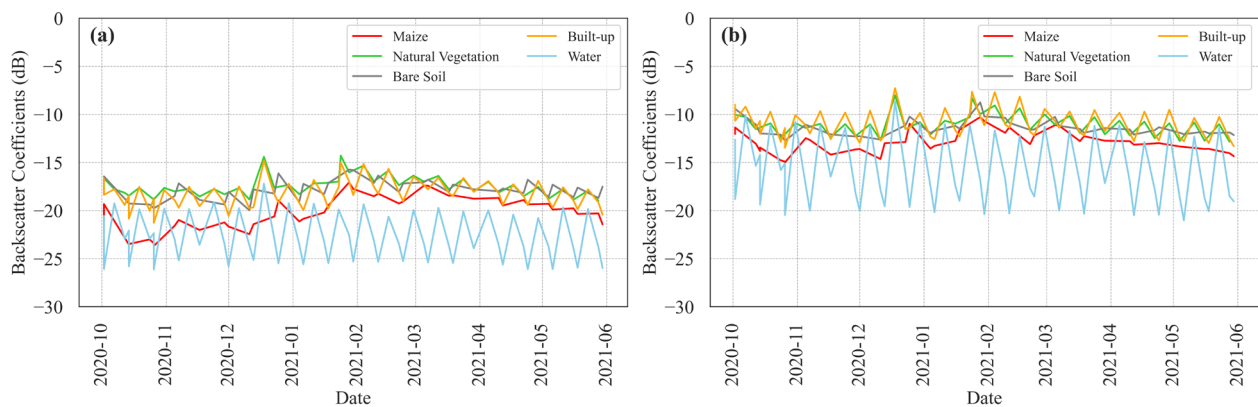 (a)
Maize
Natural Vegetation
Bare Soil
Built-up
Water
Backscatter Coefficients (dB)
0
−5
−10
−15
−20
−25
−30
2020-10
2020-11
2020-12
2021-01
2021-02
2021-03
2021-04
2021-05
2021-06
Date
(b)
Maize
Natural Vegetation
Bare Soil
Built-up
Water
Backscatter Coefficients (dB)
0
−5
−10
−15
−20
−25
−30
2020-10
2020-11
2020-12
2021-01
2021-02
2021-03
2021-04
2021-05
2021-06
Date